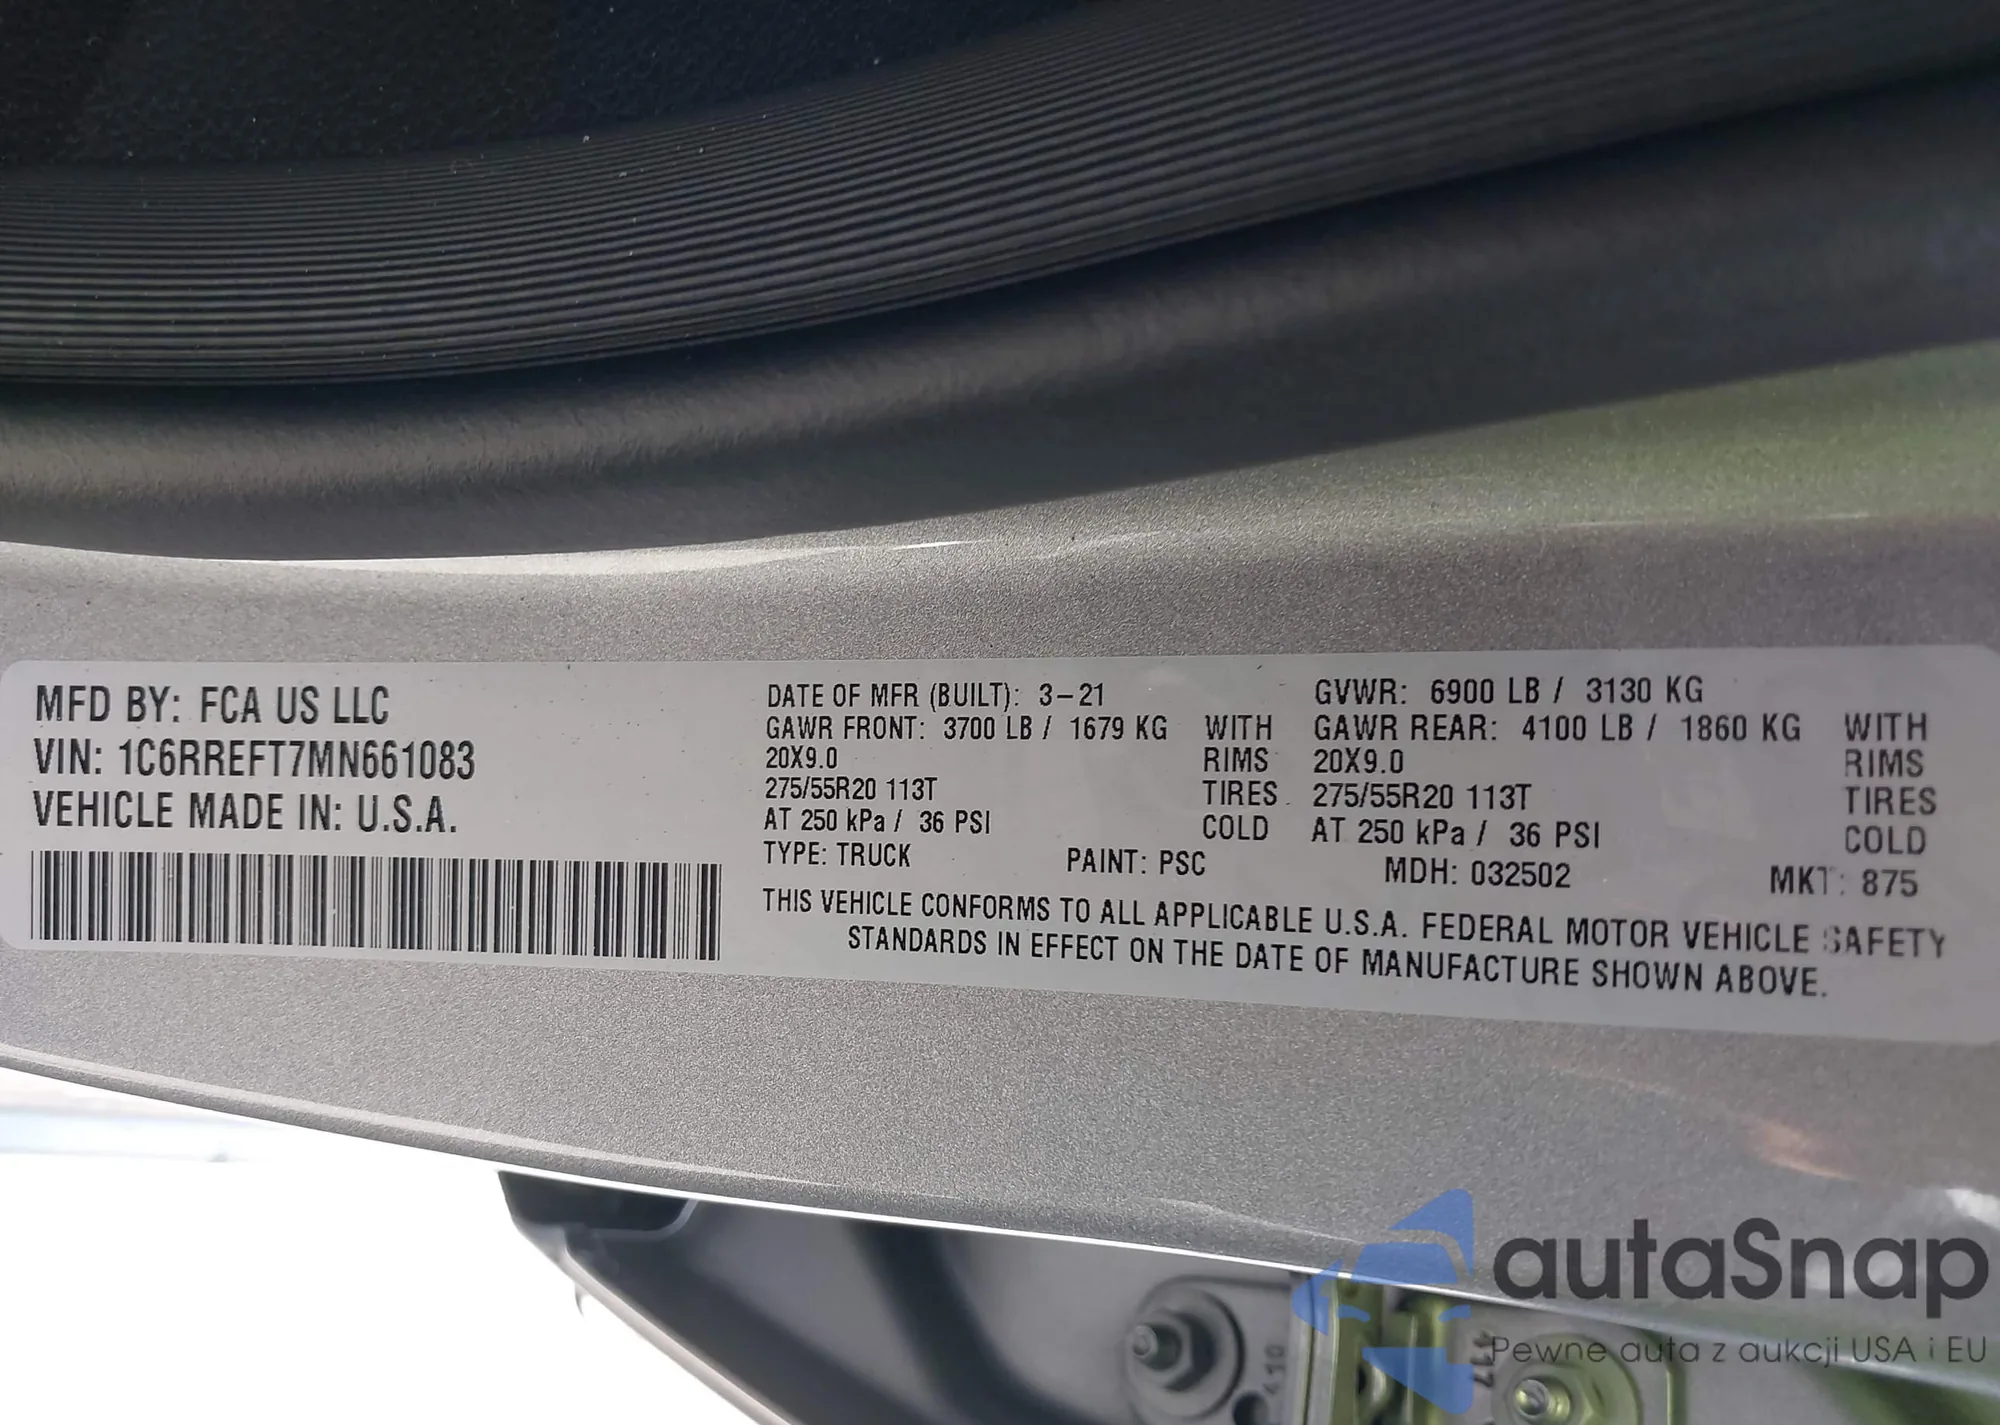 MFD BY: FCA US LLC
VIN: 1C6RREFT7MN661083
VEHICLE MADE IN: U.S.A.
DATE OF MFR (BUILT): 3-21 GVWR: 6900 LB / 3130 KG
GAWR FRONT: 3700 LB / 1679 KG WITH GAWR REAR: 4100 LB / 1860 KG WITH
20X9.0 RIMS 20X9.0 RIMS
275/55R20 113T TIRES 275/55R20 113T TIRES
AT 250 kPa / 36 PSI COLD AT 250 kPa / 36 PSI COLD
TYPE: TRUCK PAINT: PSC MDH: 032502 MKT: 875
THIS VEHICLE CONFORMS TO ALL APPLICABLE U.S.A. FEDERAL MOTOR VEHICLE SAFETY
STANDARDS IN EFFECT ON THE DATE OF MANUFACTURE SHOWN ABOVE.
autaSnap
Pewne auta z aukcji USA i EU
410